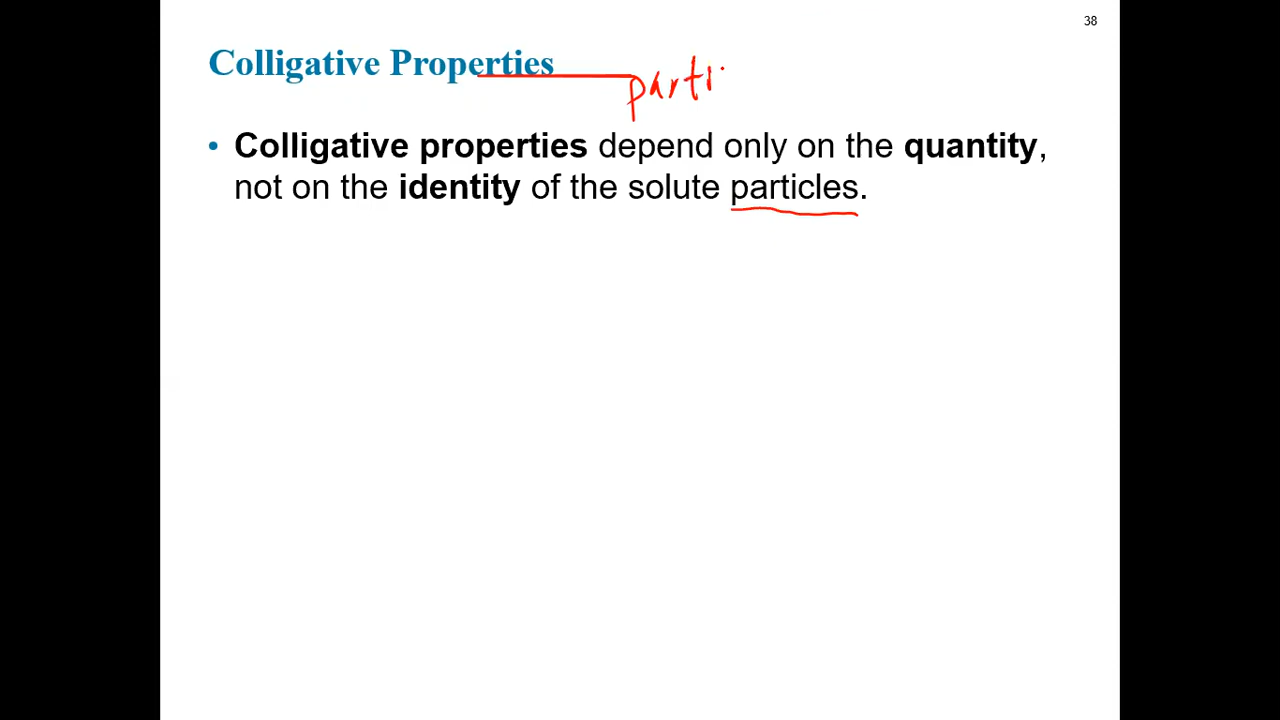 38
Colligative Properties
parti
• Colligative properties depend only on the quantity,
not on the identity of the solute particles.